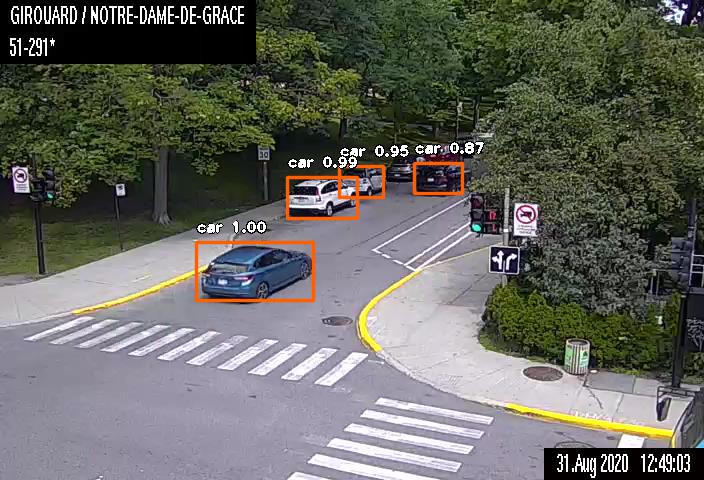 GIROUARD / NOTRE-DAME-DE-GRACE
51-291*
car 0.87
car 0.95
car 0.99
30
car 1.00
31.Aug 2020 12:49:03